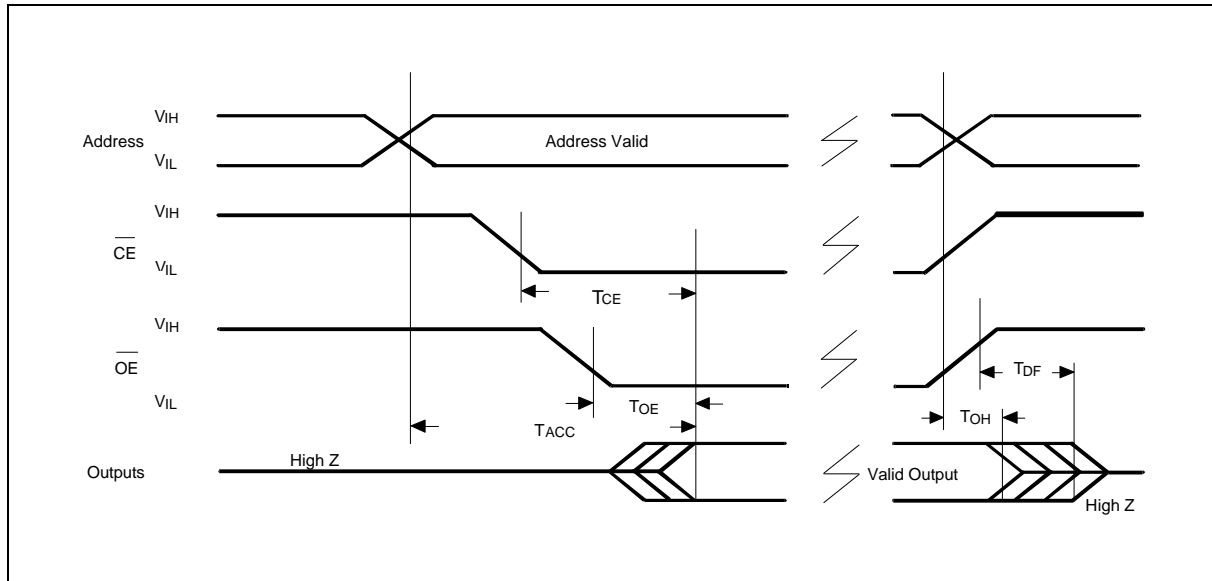 VIH
Address
Address Valid
VIL
VIH
CE
VIL
TCE
VIH
OE
TDF
VIL
TOE
TOH
TACC
High Z
Outputs
Valid Output
High Z